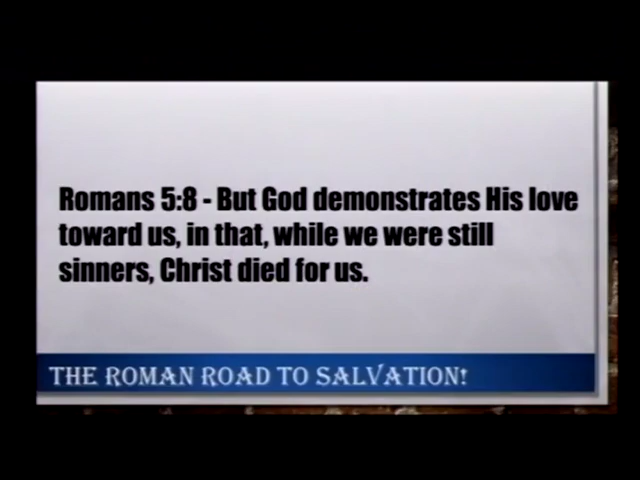 Romans 5:8 - But God demonstrates His love
toward us, in that, while we were still
sinners, Christ died for us.
THE ROMAN ROAD TO SALVATION!